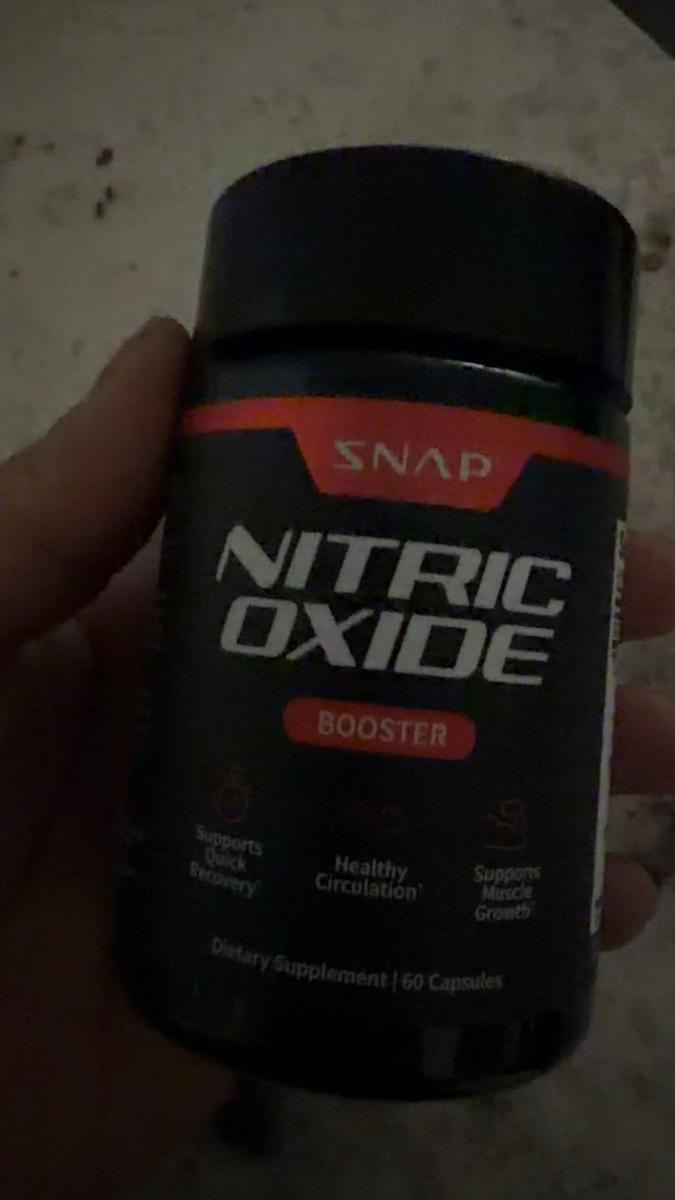 SNAP
NITRIC
OXIDE
BOOSTER
Supports
Quick
Recovery†
Healthy
Circulation†
Supports
Muscle
Growth†
Dietary Supplement | 60 Capsules